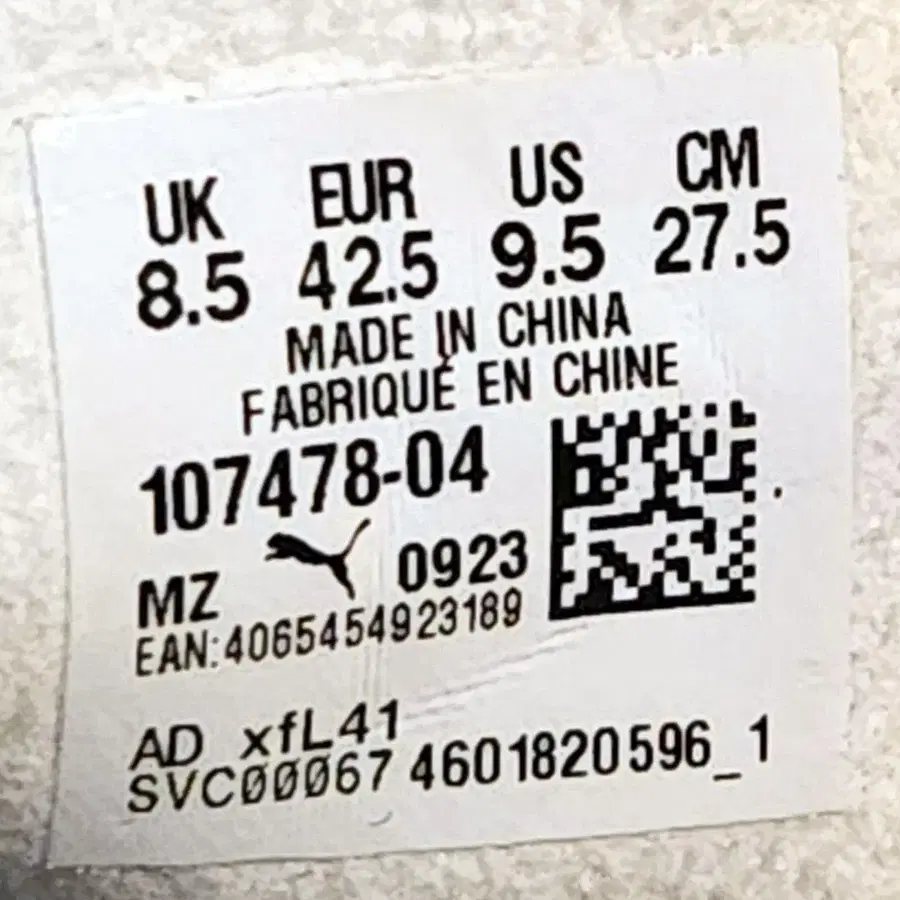 UK EUR US CM
8.5 42.5 9.5 27.5
MADE IN CHINA
FABRIQUÉ EN CHINE
107478-04
MZ 0923
EAN:4065454923189
AD xfL41
SVC00067 4601820596_1